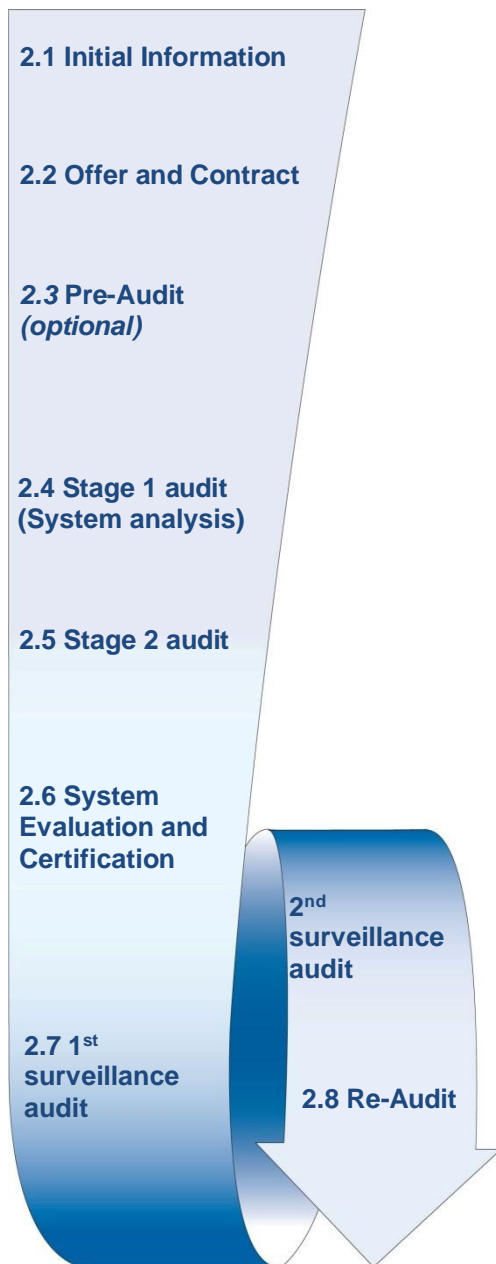 2.1 Initial Information
2.2 Offer and Contract
2.3 Pre-Audit
(optional)
2.4 Stage 1 audit
(System analysis)
2.5 Stage 2 audit
2.6 System
Evaluation and
Certification
2.7 1st
surveillance
audit
2nd
surveillance
audit
2.8 Re-Audit